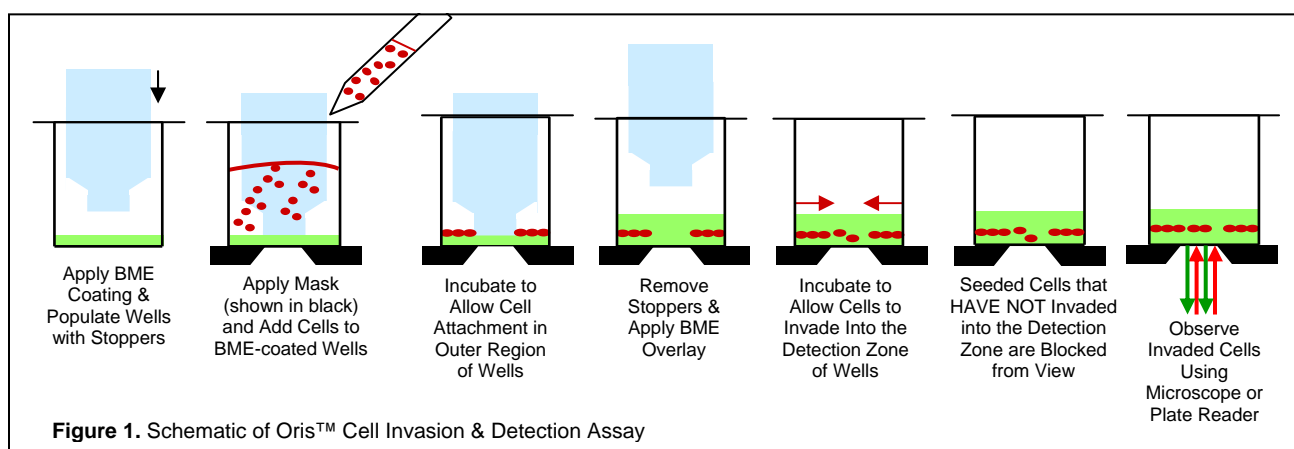 Apply BME
Coating &
Populate Wells
with Stoppers
Apply Mask
(shown in black)
and Add Cells to
BME-coated Wells
Incubate to
Allow Cell
Attachment in
Outer Region
of Wells
Remove
Stoppers &
Apply BME
Overlay
Incubate to
Allow Cells to
Invade Into the
Detection Zone
of Wells
Seeded Cells that
HAVE NOT Invaded
into the Detection
Zone are Blocked
from View
Observe
Invaded Cells
Using
Microscope or
Plate Reader
Figure 1. Schematic of Oris™ Cell Invasion & Detection Assay